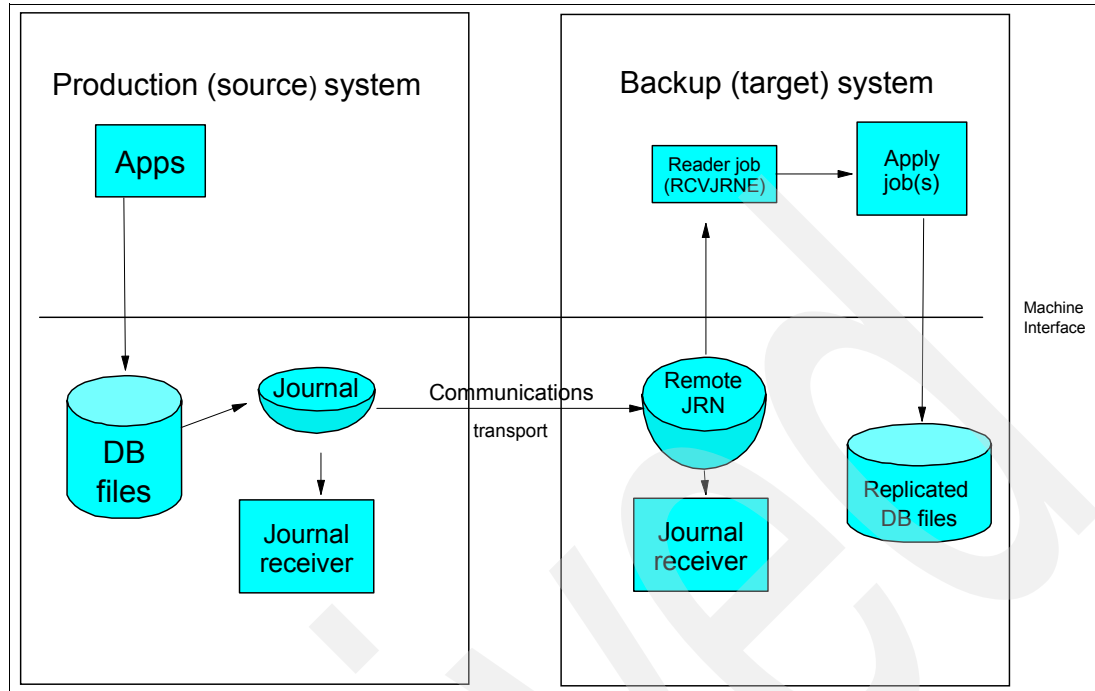 Production (source) system
Apps
DB
files
Journal
Journal
receiver
Communications
transport
Backup (target) system
Reader job
(RCVJRNE)
Apply
job(s)
Remote
JRN
Journal
receiver
Replicated
DB files
Machine
Interface